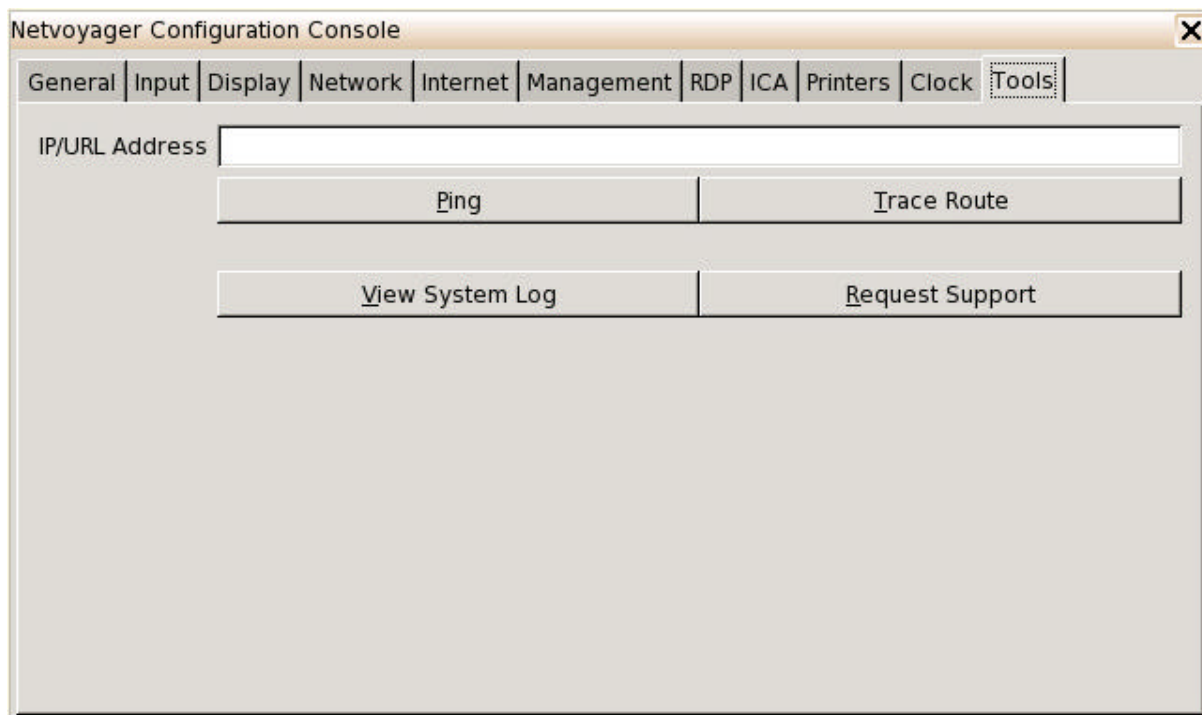 Netvoyager Configuration Console
General Input Display Network Internet Management RDP ICA Printers Clock Tools
IP/URL Address
Ping Trace Route
View System Log Request Support